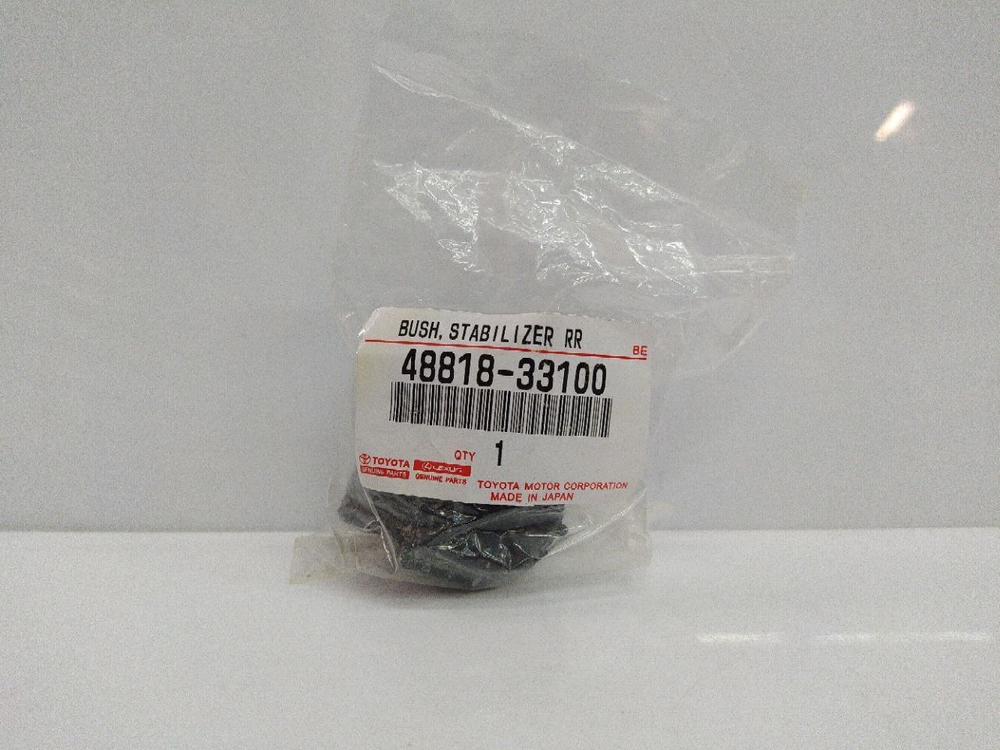 BUSH, STABILIZER RR
BE
48818-33100
QTY 1
TOYOTA
GENUINE PARTS
LEXUS
GENUINE PARTS
TOYOTA MOTOR CORPORATION
MADE IN JAPAN